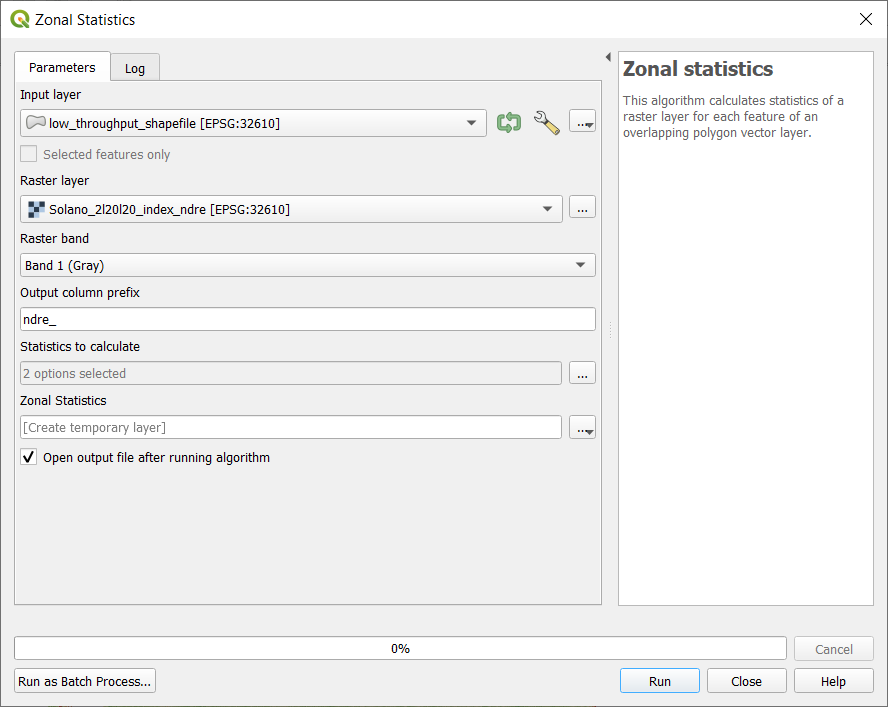 Zonal Statistics
Parameters
Log
Input layer
low_throughput_shapefile [EPSG:32610]
...
Selected features only
Raster layer
Solano_2l20l20_index_ndre [EPSG:32610]
...
Raster band
Band 1 (Gray)
Output column prefix
ndre_
Statistics to calculate
2 options selected
...
Zonal Statistics
[Create temporary layer]
...
Open output file after running algorithm
Zonal statistics
This algorithm calculates statistics of a
raster layer for each feature of an
overlapping polygon vector layer.
0%
Cancel
Run as Batch Process...
Run
Close
Help